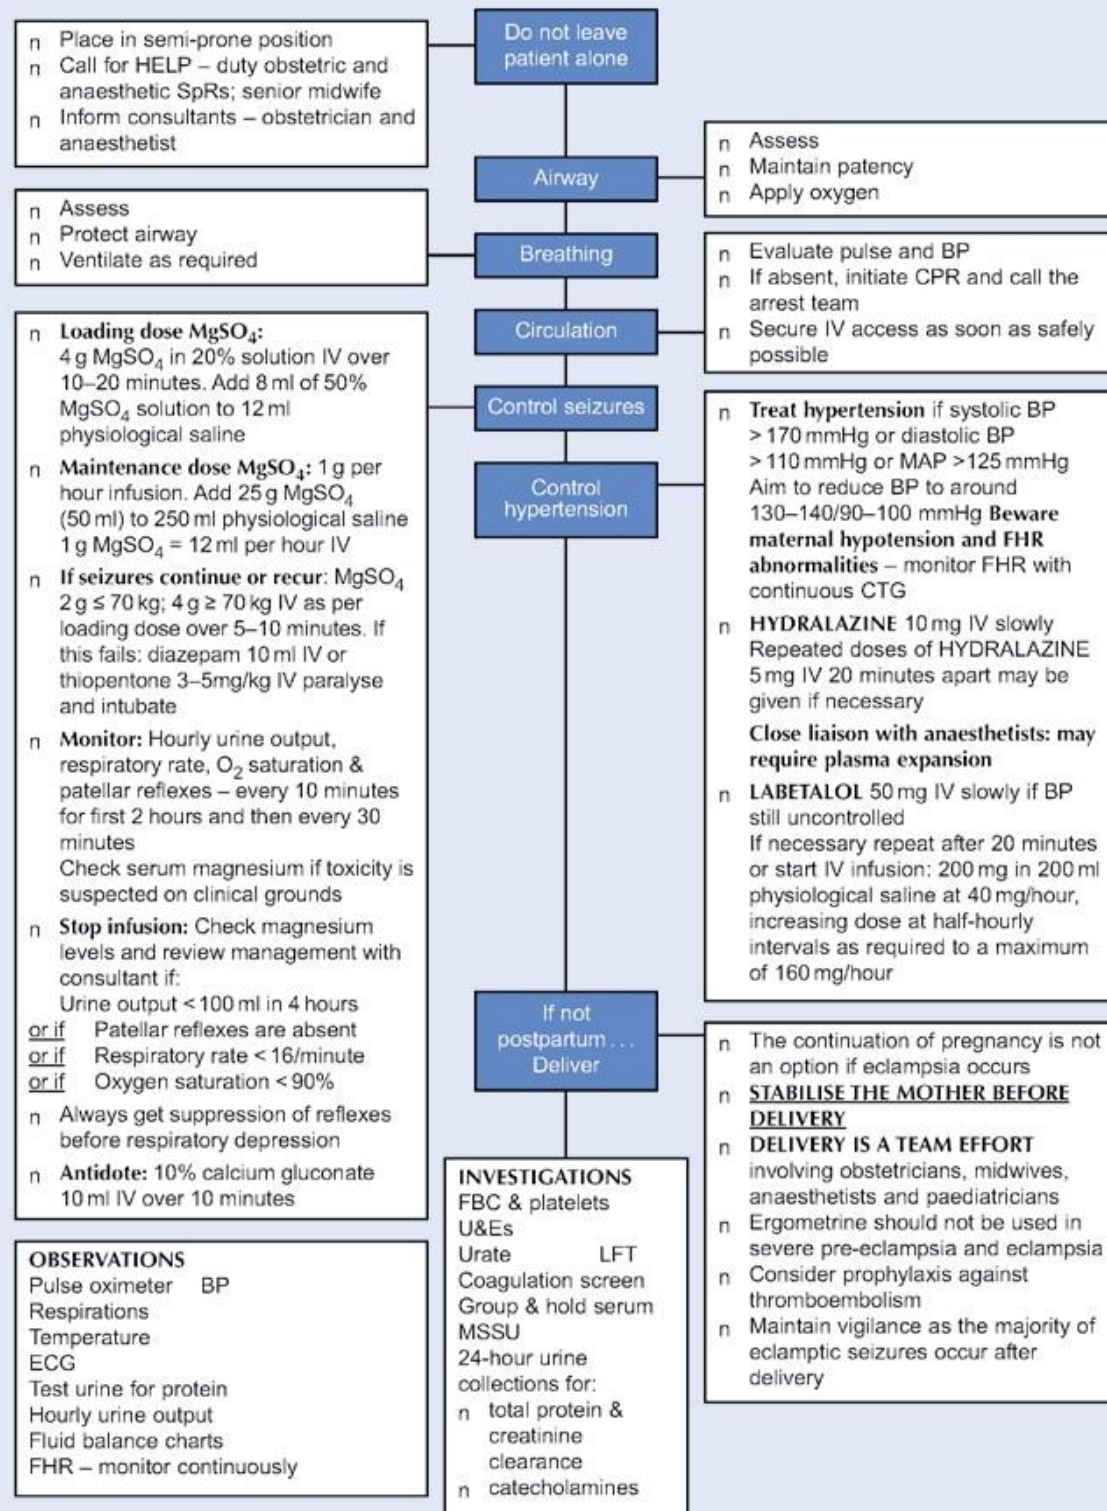 Do not leave
patient alone
n Place in semi-prone position
n Call for HELP – duty obstetric and
anaesthetic SpRs; senior midwife
n Inform consultants – obstetrician and
anaesthetist
Airway
n Assess
n Maintain patency
n Apply oxygen
Breathing
n Assess
n Protect airway
n Ventilate as required
Circulation
n Evaluate pulse and BP
n If absent, initiate CPR and call the
arrest team
n Secure IV access as soon as safely
possible
Control seizures
n Loading dose MgSO₄:
4 g MgSO₄ in 20% solution IV over
10–20 minutes. Add 8 ml of 50%
MgSO₄ solution to 12 ml
physiological saline
n Maintenance dose MgSO₄: 1 g per
hour infusion. Add 25 g MgSO₄
(50 ml) to 250 ml physiological saline
1 g MgSO₄ = 12 ml per hour IV
n If seizures continue or recur: MgSO₄
2 g ≤ 70 kg; 4 g ≥ 70 kg IV as per
loading dose over 5–10 minutes. If
this fails: diazepam 10 ml IV or
thiopentone 3–5mg/kg IV paralyse
and intubate
n Monitor: Hourly urine output,
respiratory rate, O₂ saturation &
patellar reflexes – every 10 minutes
for first 2 hours and then every 30
minutes
Check serum magnesium if toxicity is
suspected on clinical grounds
n Stop infusion: Check magnesium
levels and review management with
consultant if:
Urine output < 100 ml in 4 hours
or if Patellar reflexes are absent
or if Respiratory rate < 16/minute
or if Oxygen saturation < 90%
n Always get suppression of reflexes
before respiratory depression
n Antidote: 10% calcium gluconate
10 ml IV over 10 minutes
Control
hypertension
n Treat hypertension if systolic BP
> 170 mmHg or diastolic BP
> 110 mmHg or MAP >125 mmHg
Aim to reduce BP to around
130–140/90–100 mmHg Beware
maternal hypotension and FHR
abnormalities – monitor FHR with
continuous CTG
n HYDRALAZINE 10 mg IV slowly
Repeated doses of HYDRALAZINE
5 mg IV 20 minutes apart may be
given if necessary
Close liaison with anaesthetists: may
require plasma expansion
n LABETALOL 50 mg IV slowly if BP
still uncontrolled
If necessary repeat after 20 minutes
or start IV infusion: 200 mg in 200 ml
physiological saline at 40 mg/hour,
increasing dose at half-hourly
intervals as required to a maximum
of 160 mg/hour
If not
postpartum ...
Deliver
n The continuation of pregnancy is not
an option if eclampsia occurs
n STABILISE THE MOTHER BEFORE
DELIVERY
n DELIVERY IS A TEAM EFFORT
involving obstetricians, midwives,
anaesthetists and paediatricians
n Ergometrine should not be used in
severe pre-eclampsia and eclampsia
n Consider prophylaxis against
thromboembolism
n Maintain vigilance as the majority of
eclamptic seizures occur after
delivery
OBSERVATIONS
Pulse oximeter BP
Respirations
Temperature
ECG
Test urine for protein
Hourly urine output
Fluid balance charts
FHR – monitor continuously
INVESTIGATIONS
FBC & platelets
U&Es
Urate LFT
Coagulation screen
Group & hold serum
MSSU
24-hour urine
collections for:
n total protein &
creatinine
clearance
n catecholamines